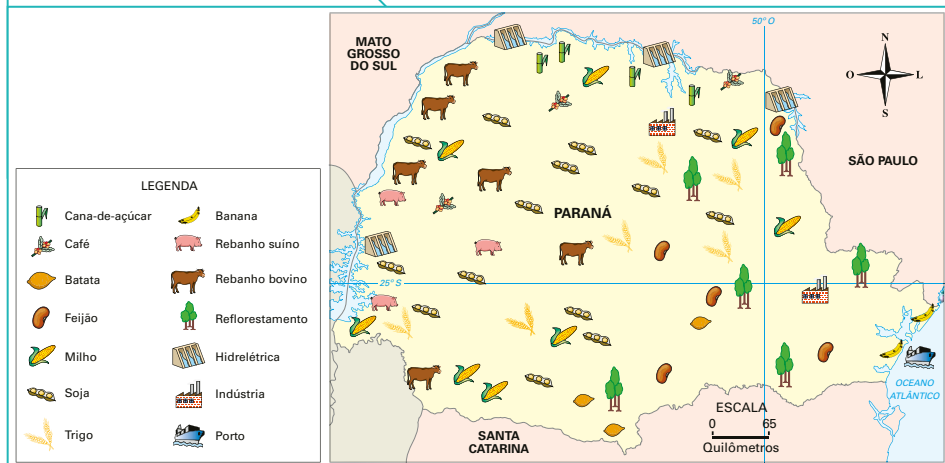 50° O
MATO
GROSSO
DO SUL
N
O
L
S
SÃO PAULO
PARANÁ
25° S
OCEANO
ATLÂNTICO
SANTA
CATARINA
ESCALA
0 65
Quilômetros
LEGENDA
Cana-de-açúcar
Café
Batata
Feijão
Milho
Soja
Trigo
Banana
Rebanho suíno
Rebanho bovino
Reflorestamento
Hidrelétrica
Indústria
Porto